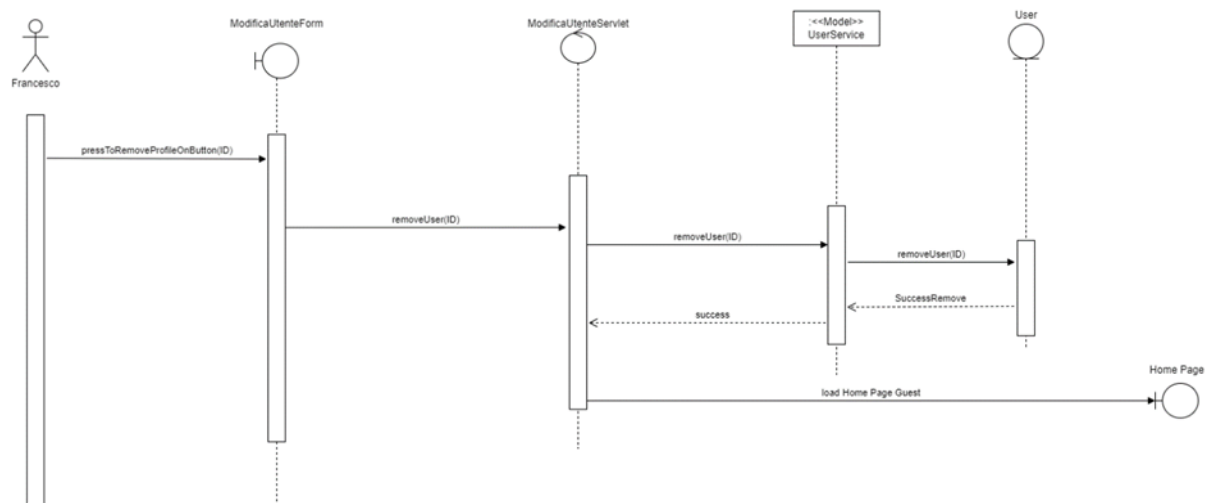 ModificaUtenteForm
ModificaUtenteServlet
:<<Model>>
UserService
User
Francesco
pressToRemoveProfileOnButton(ID)
removeUser(ID)
removeUser(ID)
removeUser(ID)
SuccessRemove
success
Home Page
load Home Page Guest